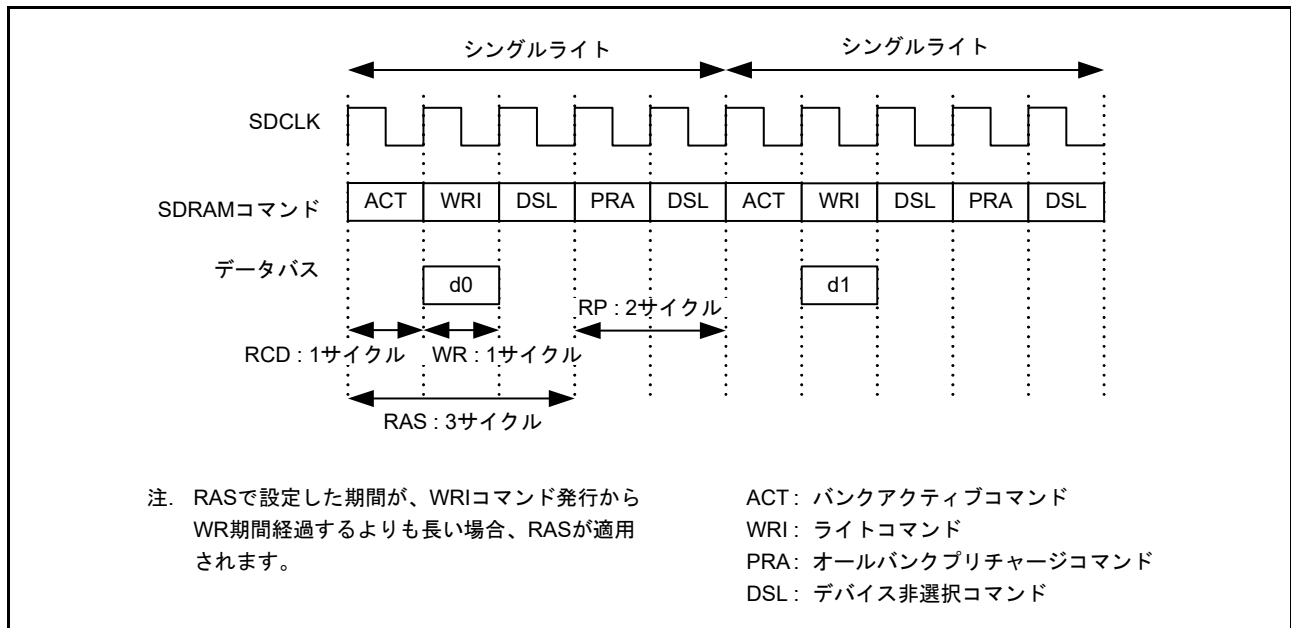 シングルライト シングルライト
SDCLK
SDRAMコマンド ACT WRI DSL PRA DSL ACT WRI DSL PRA DSL
データバス d0 d1
RP : 2サイクル
RCD : 1サイクル WR : 1サイクル
RAS : 3サイクル
注. RASで設定した期間が、WRIコマンド発行から
WR期間経過するよりも長い場合、RASが適用
されます。
ACT : バンクアクティブコマンド
WRI : ライトコマンド
PRA : オールバンクプリチャージコマンド
DSL : デバイス非選択コマンド